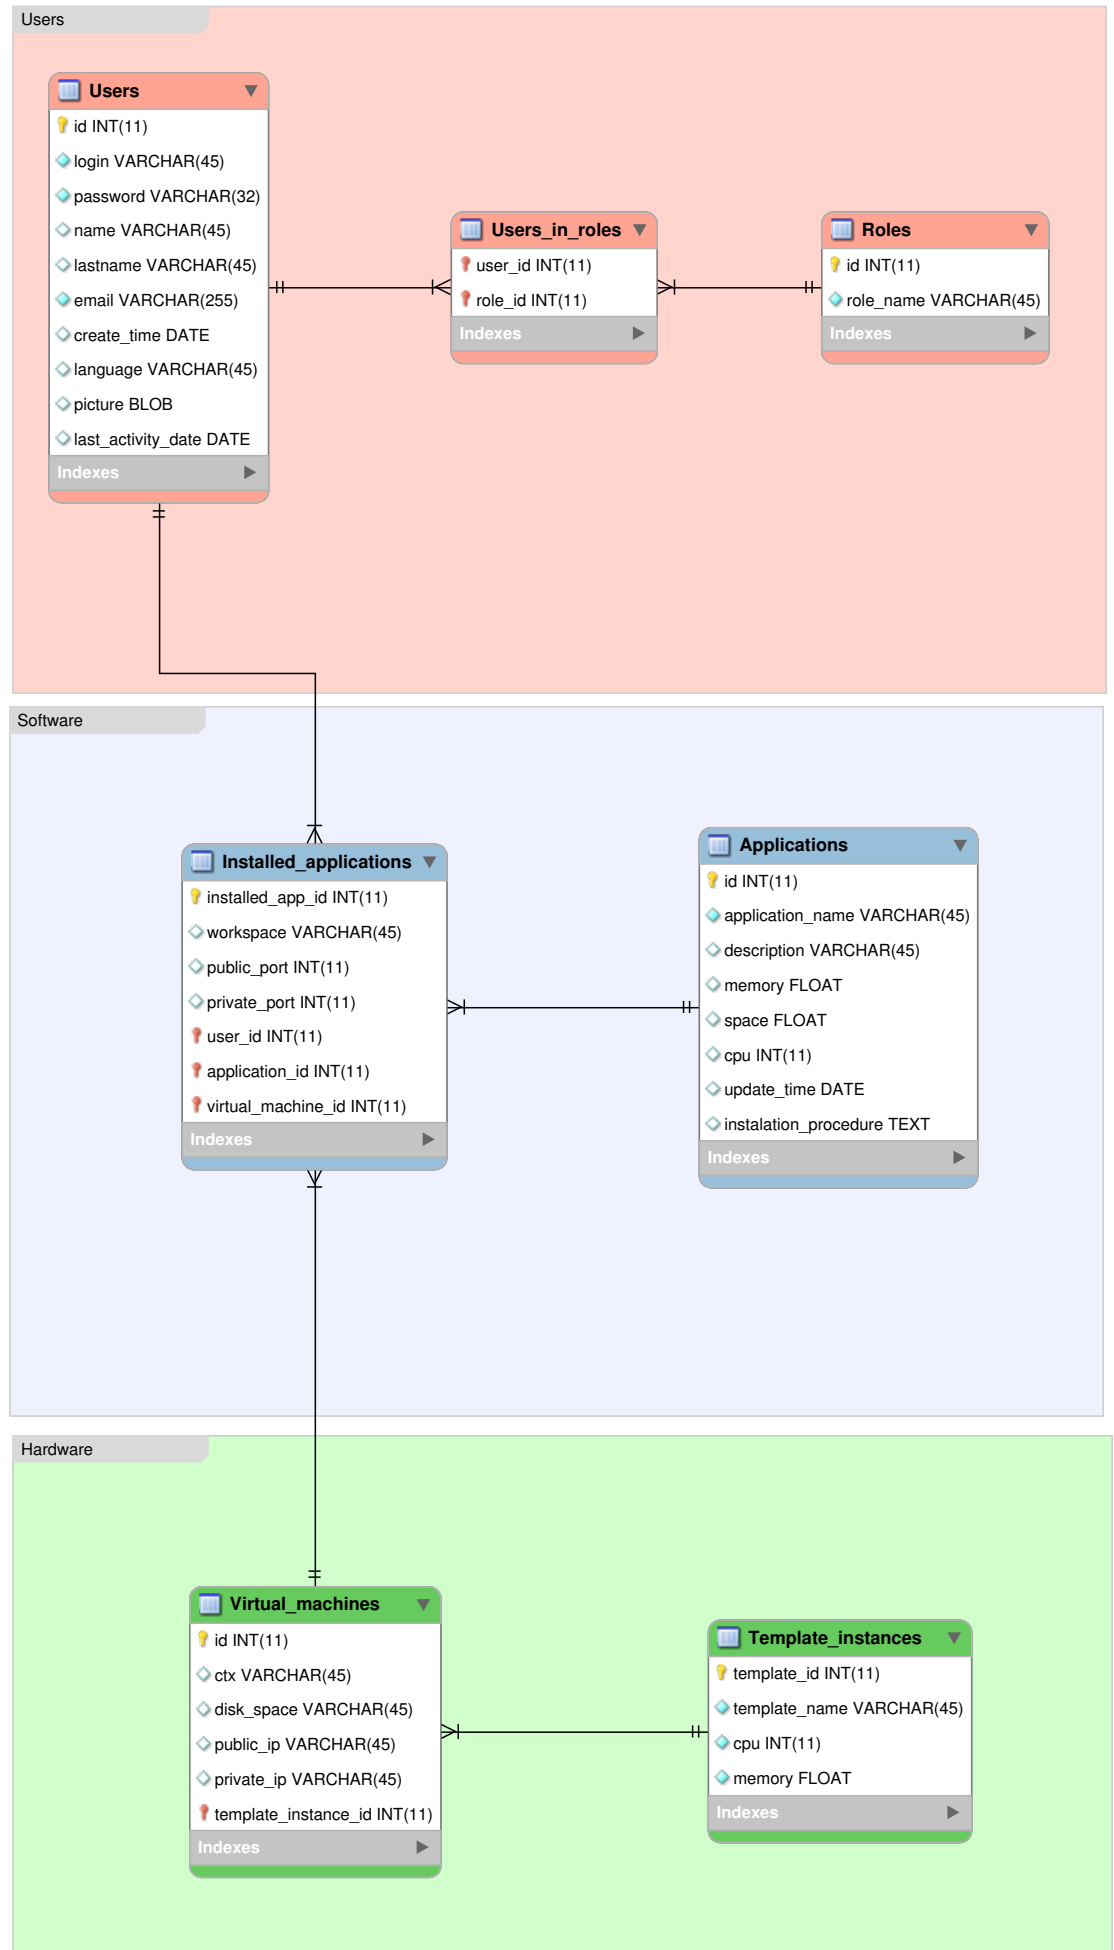 Users
Users
id INT(11)
login VARCHAR(45)
password VARCHAR(32)
name VARCHAR(45)
lastname VARCHAR(45)
email VARCHAR(255)
create_time DATE
language VARCHAR(45)
picture BLOB
last_activity_date DATE
Indexes
Users_in_roles
user_id INT(11)
role_id INT(11)
Indexes
Roles
id INT(11)
role_name VARCHAR(45)
Indexes
Software
Installed_applications
installed_app_id INT(11)
workspace VARCHAR(45)
public_port INT(11)
private_port INT(11)
user_id INT(11)
application_id INT(11)
virtual_machine_id INT(11)
Indexes
Applications
id INT(11)
application_name VARCHAR(45)
description VARCHAR(45)
memory FLOAT
space FLOAT
cpu INT(11)
update_time DATE
instalation_procedure TEXT
Indexes
Hardware
Virtual_machines
id INT(11)
ctx VARCHAR(45)
disk_space VARCHAR(45)
public_ip VARCHAR(45)
private_ip VARCHAR(45)
template_instance_id INT(11)
Indexes
Template_instances
template_id INT(11)
template_name VARCHAR(45)
cpu INT(11)
memory FLOAT
Indexes